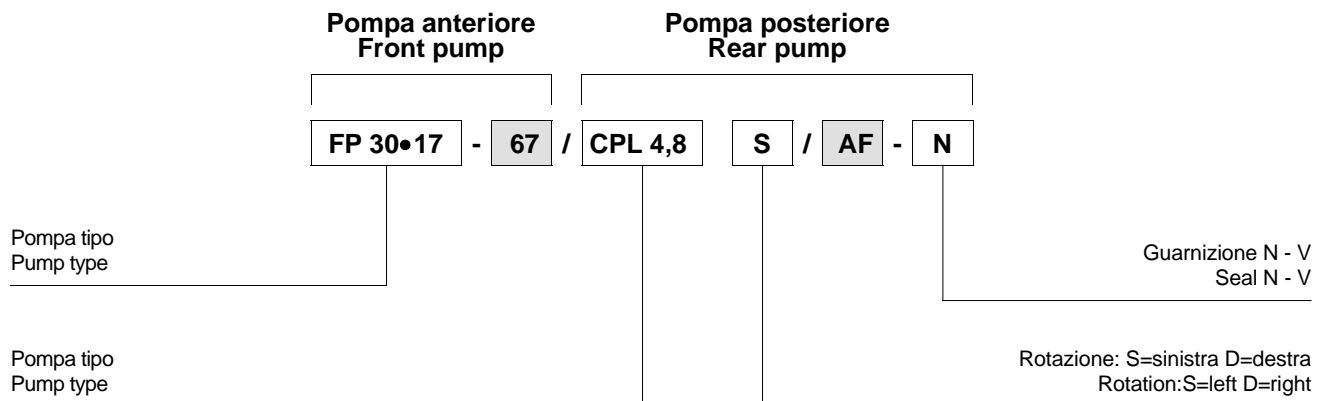 Pompa anteriore
Front pump
Pompa posteriore
Rear pump
FP 30•17 - 67 / CPL 4,8 S / AF - N
Pompa tipo
Pump type
Guarnizione N - V
Seal N - V
Pompa tipo
Pump type
Rotazione: S=sinistra D=destra
Rotation:S=left D=right